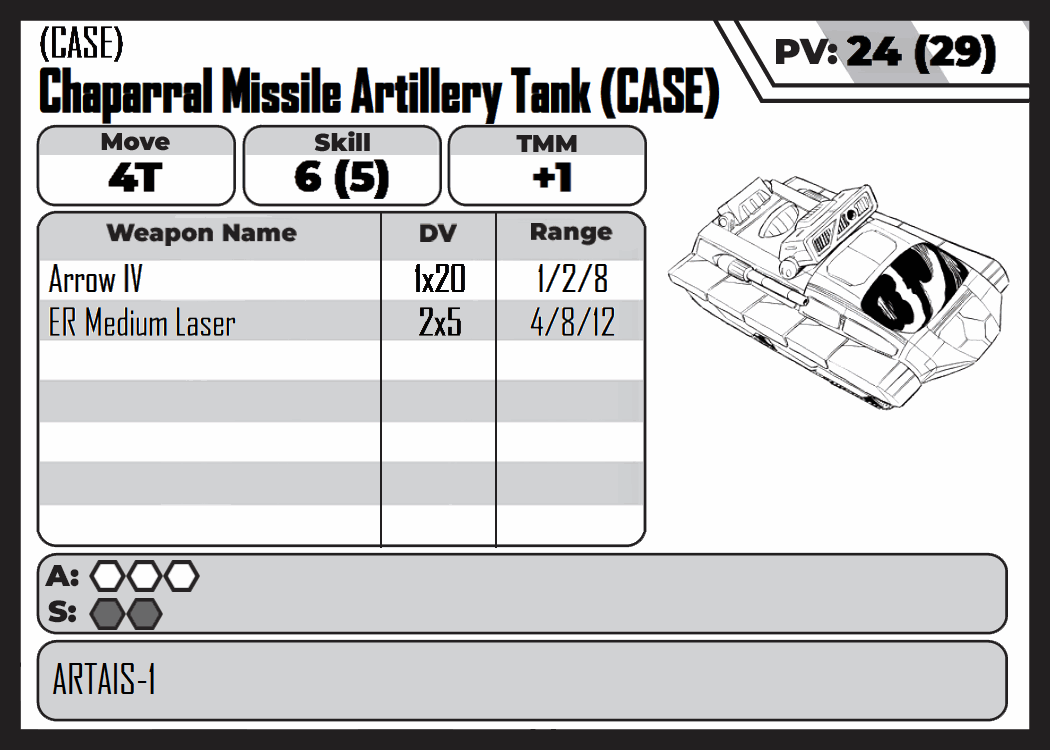 (CASE)
Chaparral Missile Artillery Tank (CASE)
PV: 24 (29)
Move Skill TMM
4T 6 (5) +1
Weapon Name DV Range
Arrow IV 1x20 1/2/8
ER Medium Laser 2x5 4/8/12
A:
S:
ARTAIS-1